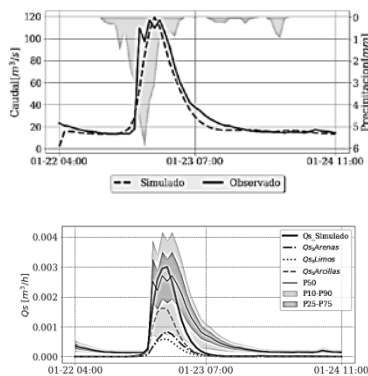 120
100
80
60
40
20
0
Caudal[m³/s]
0
1
2
3
4
5
6
Precipitacion[mm]
01-22 04:00 01-23 07:00 01-24 11:00
Simulado Observado
0.004
0.003
0.002
0.001
0.000
Qs [m³/h]
Qs_Simulado
Qs_Arenas
Qs_Limos
Qs_Arcillas
P50
P10-P90
P25-P75
01-22 04:00 01-23 07:00 01-24 11:00